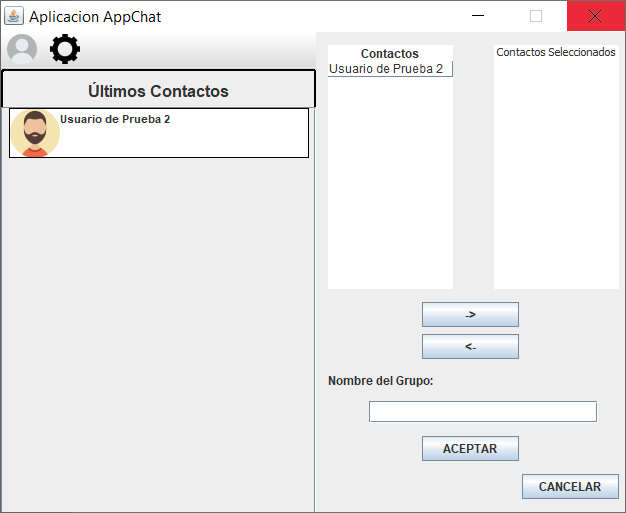 Aplicacion AppChat
Últimos Contactos
Usuario de Prueba 2
Contactos
Usuario de Prueba 2
Contactos Seleccionados
->
<-
Nombre del Grupo:
ACEPTAR
CANCELAR